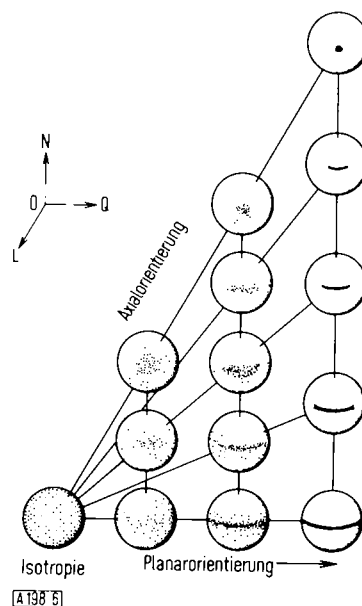 N
O
Q
L
Axialorientierung
Isotropie
Planarorientierung
A 198 5